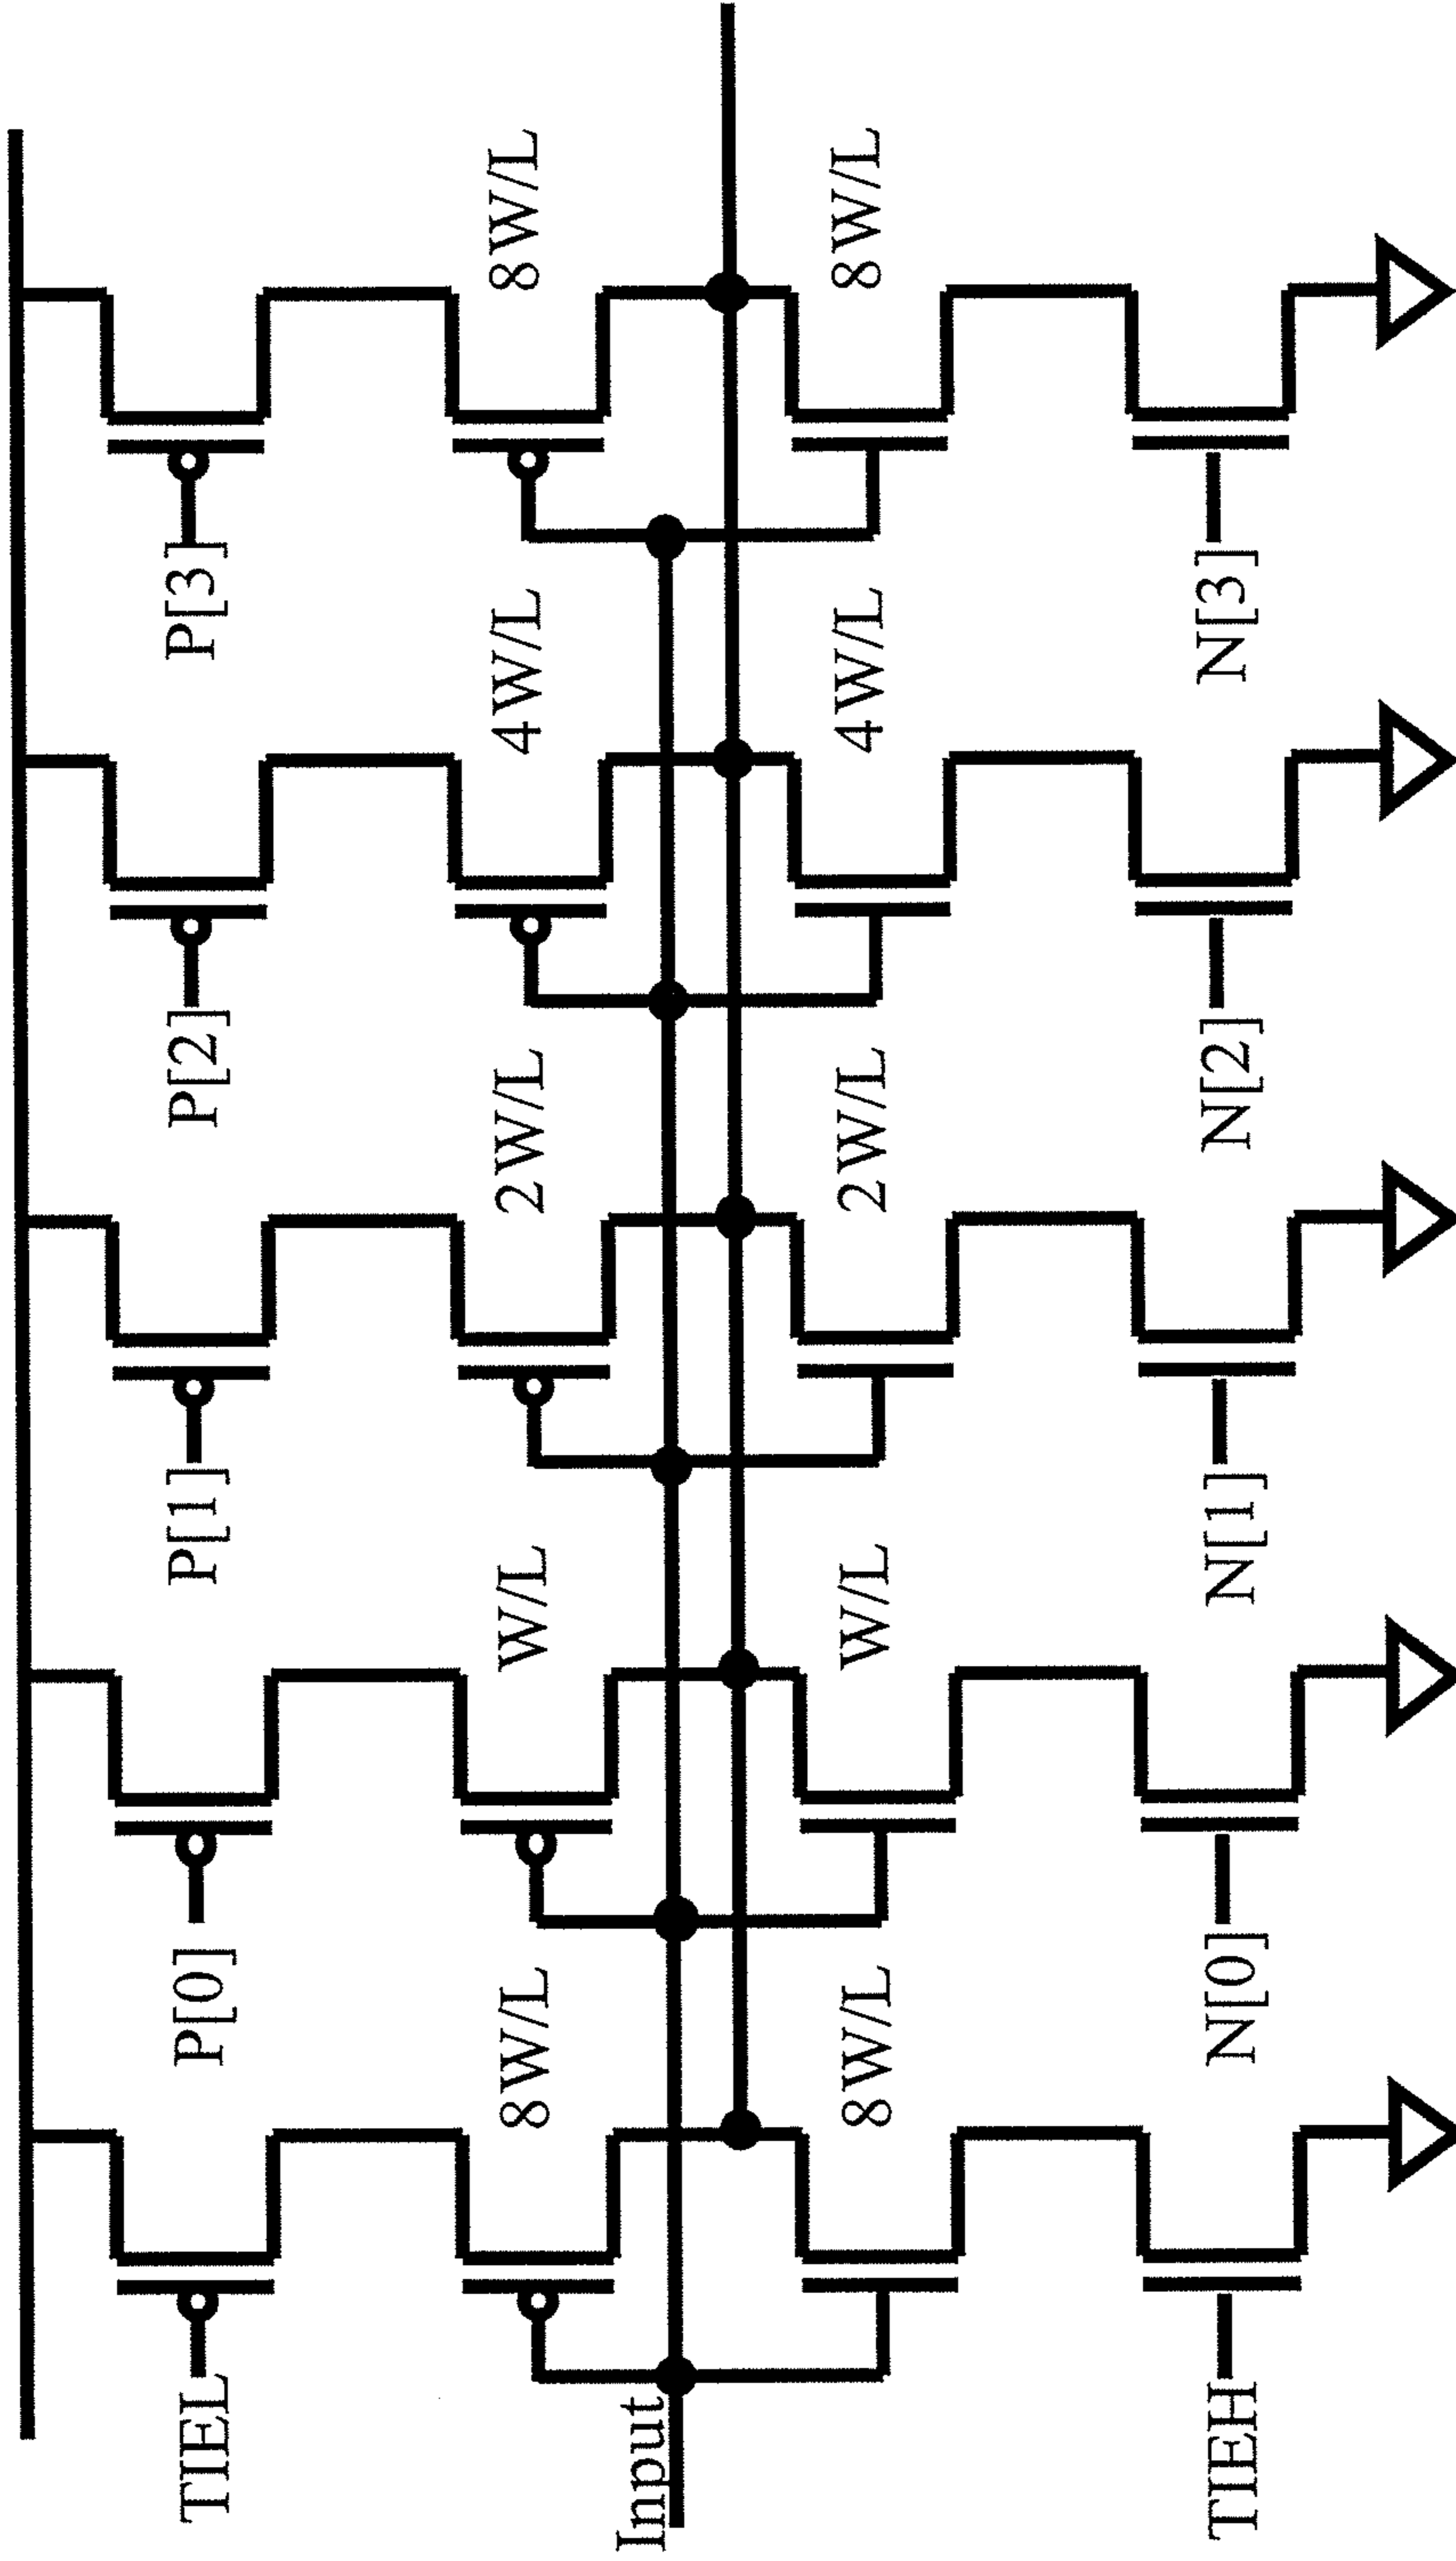 TIEL
P[0]
P[1]
P[2]
P[3]
8W/L
W/L
2W/L
4W/L
8W/L
Input
8W/L
W/L
2W/L
4W/L
8W/L
TIEH
N[0]
N[1]
N[2]
N[3]